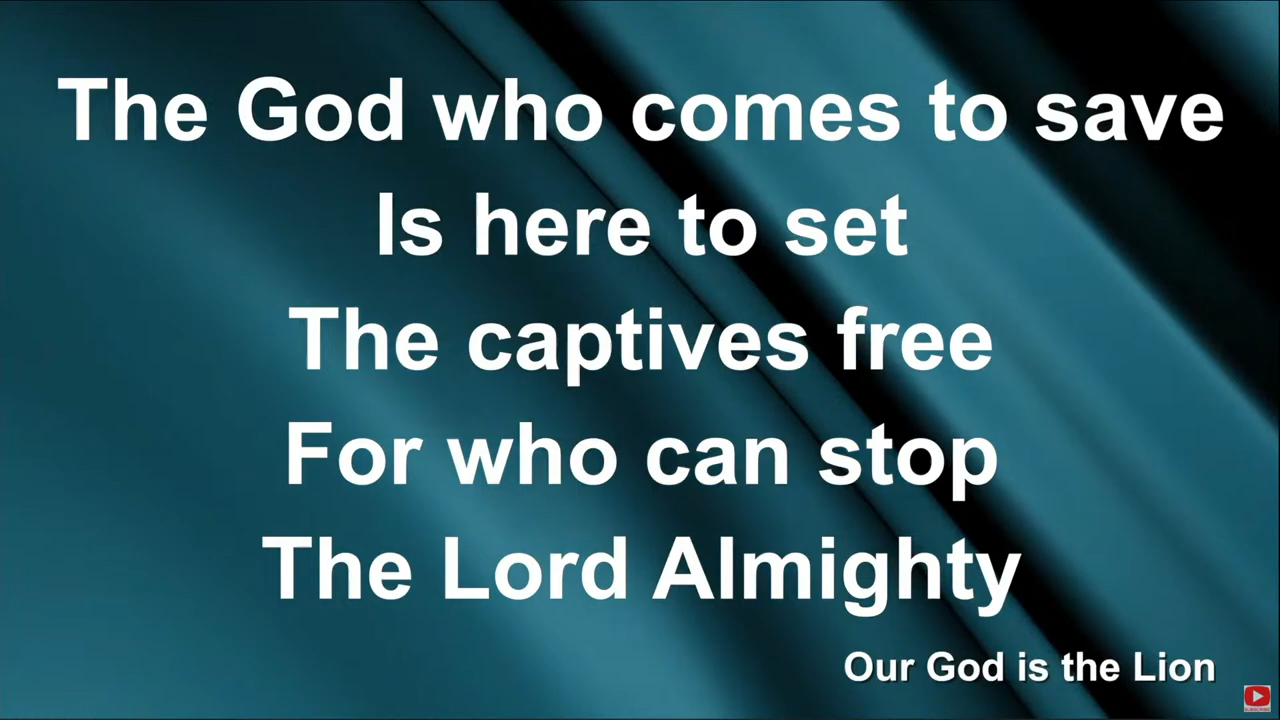 The God who comes to save
Is here to set
The captives free
For who can stop
The Lord Almighty
Our God is the Lion
SUBSCRIBE